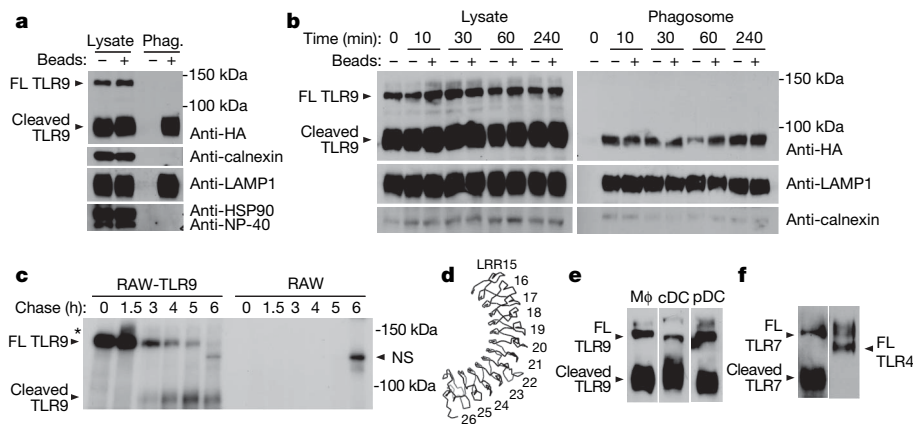 a
Lysate Phag.
Beads: – + – +
FL TLR9
Cleaved TLR9
-150 kDa
-100 kDa
Anti-HA
Anti-calnexin
Anti-LAMP1
Anti-HSP90
Anti-NP-40
b
Lysate Phagosome
Time (min): 0 10 30 60 240 0 10 30 60 240
Beads: – – + – + – + – + – – + – + – + – +
FL TLR9
Cleaved TLR9
-150 kDa
-100 kDa
Anti-HA
Anti-LAMP1
Anti-calnexin
c
RAW-TLR9 RAW
Chase (h): 0 1.5 3 4 5 6 0 1.5 3 4 5 6
*
FL TLR9
Cleaved TLR9
-150 kDa
NS
-100 kDa
d
LRR15
16
17
18
19
20
21
22
23
24
25
26
e
Mϕ cDC pDC
FL TLR9
Cleaved TLR9
f
FL TLR7
Cleaved TLR7
FL TLR4